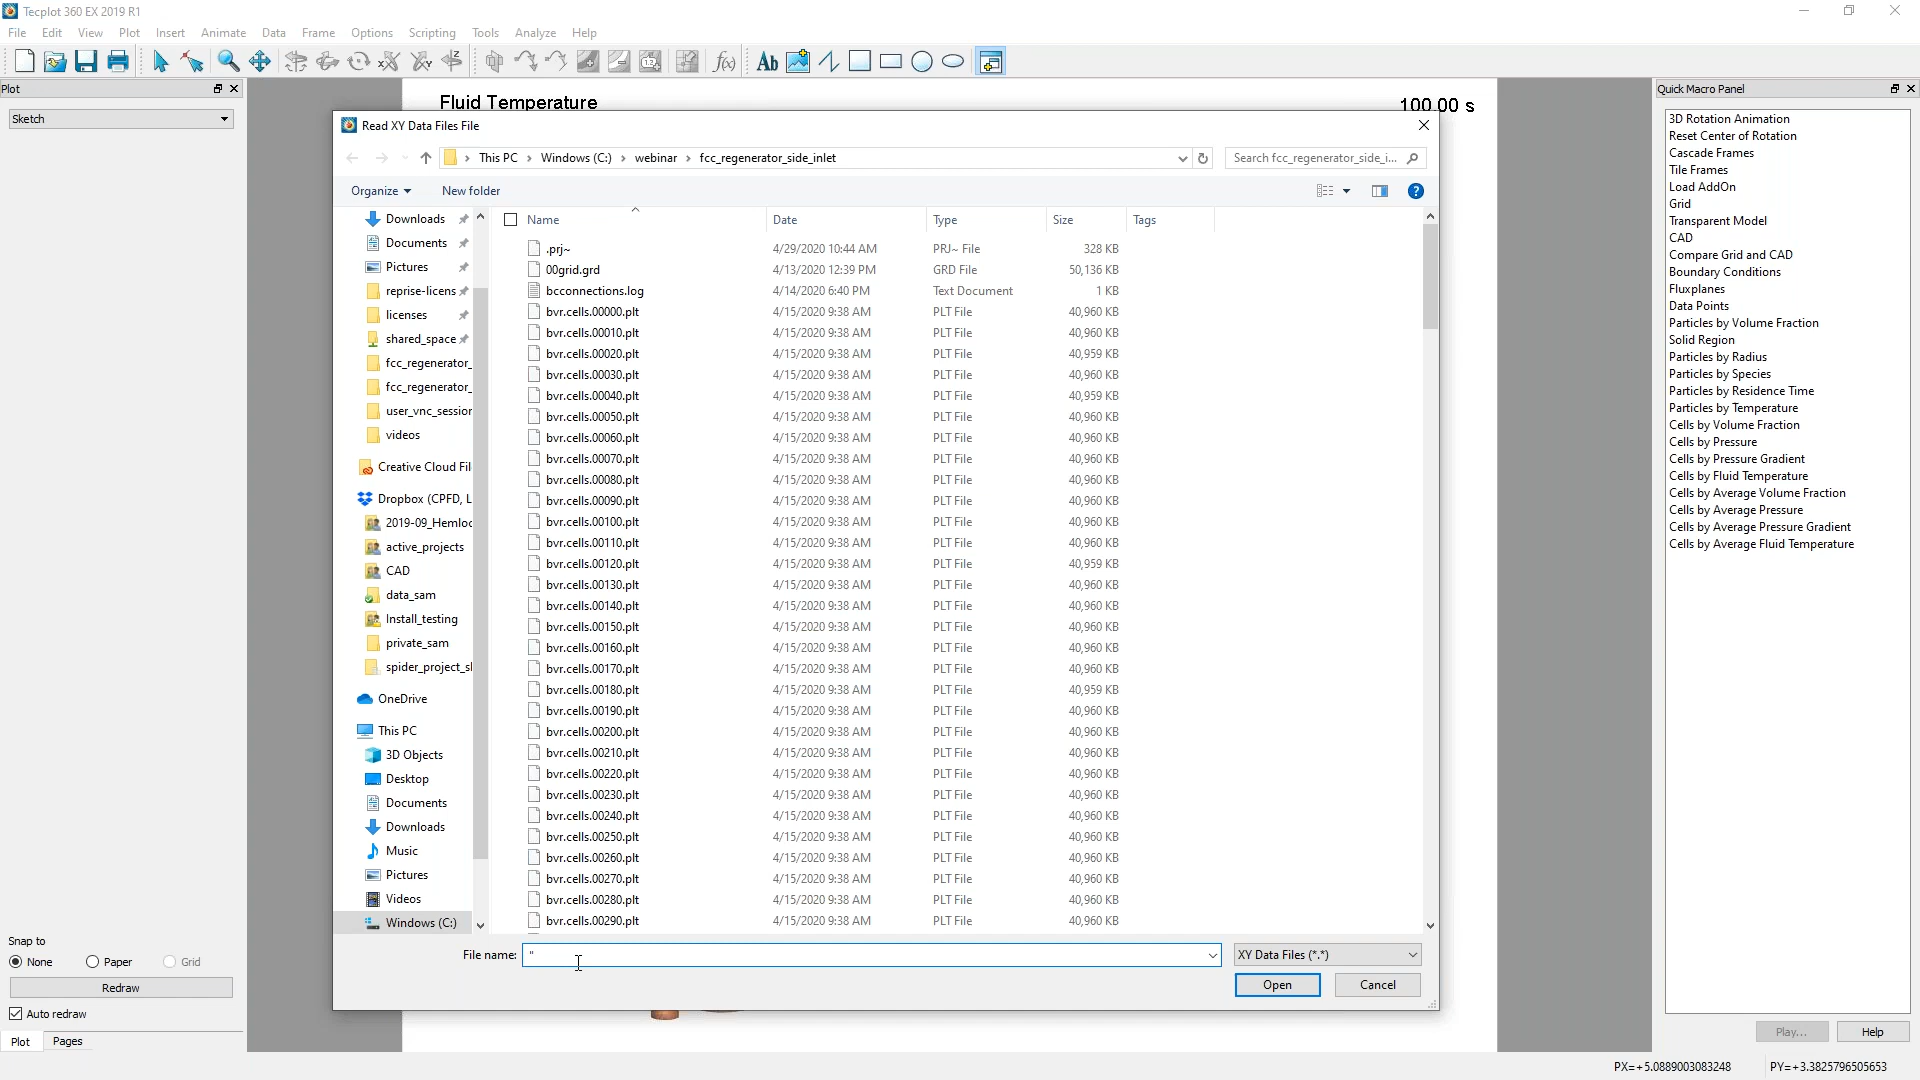 Tecplot 360 EX 2019 R1
File Edit View Plot Insert Animate Data Frame Options Scripting Tools Analyze Help
Plot
Sketch
Snap to
None Paper Grid
Redraw
Auto redraw
Plot Pages
Fluid Temperature
100.00 s
Read XY Data Files File
This PC > Windows (C:) > webinar > fcc_regenerator_side_inlet
Search fcc_regenerator_side_i...
Organize New folder
Downloads
Documents
Pictures
reprise-licens
licenses
shared_space
fcc_regenerator_
fcc_regenerator_
user_vnc_session
videos
Creative Cloud Fil
Dropbox (CPFD, L
2019-09_Hemloc
active_projects
CAD
data_sam
Install_testing
private_sam
spider_project_sl
OneDrive
This PC
3D Objects
Desktop
Documents
Downloads
Music
Pictures
Videos
Windows (C:)
Name Date Type Size Tags
.prj~ 4/29/2020 10:44 AM PRJ~ File 328 KB
00grid.grd 4/13/2020 12:39 PM GRD File 50,136 KB
bcconnections.log 4/14/2020 6:40 PM Text Document 1 KB
bvr.cells.00000.plt 4/15/2020 9:38 AM PLT File 40,960 KB
bvr.cells.00010.plt 4/15/2020 9:38 AM PLT File 40,960 KB
bvr.cells.00020.plt 4/15/2020 9:38 AM PLT File 40,959 KB
bvr.cells.00030.plt 4/15/2020 9:38 AM PLT File 40,960 KB
bvr.cells.00040.plt 4/15/2020 9:38 AM PLT File 40,959 KB
bvr.cells.00050.plt 4/15/2020 9:38 AM PLT File 40,960 KB
bvr.cells.00060.plt 4/15/2020 9:38 AM PLT File 40,960 KB
bvr.cells.00070.plt 4/15/2020 9:38 AM PLT File 40,960 KB
bvr.cells.00080.plt 4/15/2020 9:38 AM PLT File 40,960 KB
bvr.cells.00090.plt 4/15/2020 9:38 AM PLT File 40,960 KB
bvr.cells.00100.plt 4/15/2020 9:38 AM PLT File 40,960 KB
bvr.cells.00110.plt 4/15/2020 9:38 AM PLT File 40,960 KB
bvr.cells.00120.plt 4/15/2020 9:38 AM PLT File 40,959 KB
bvr.cells.00130.plt 4/15/2020 9:38 AM PLT File 40,960 KB
bvr.cells.00140.plt 4/15/2020 9:38 AM PLT File 40,960 KB
bvr.cells.00150.plt 4/15/2020 9:38 AM PLT File 40,960 KB
bvr.cells.00160.plt 4/15/2020 9:38 AM PLT File 40,960 KB
bvr.cells.00170.plt 4/15/2020 9:38 AM PLT File 40,960 KB
bvr.cells.00180.plt 4/15/2020 9:38 AM PLT File 40,959 KB
bvr.cells.00190.plt 4/15/2020 9:38 AM PLT File 40,960 KB
bvr.cells.00200.plt 4/15/2020 9:38 AM PLT File 40,960 KB
bvr.cells.00210.plt 4/15/2020 9:38 AM PLT File 40,960 KB
bvr.cells.00220.plt 4/15/2020 9:38 AM PLT File 40,960 KB
bvr.cells.00230.plt 4/15/2020 9:38 AM PLT File 40,960 KB
bvr.cells.00240.plt 4/15/2020 9:38 AM PLT File 40,960 KB
bvr.cells.00250.plt 4/15/2020 9:38 AM PLT File 40,960 KB
bvr.cells.00260.plt 4/15/2020 9:38 AM PLT File 40,960 KB
bvr.cells.00270.plt 4/15/2020 9:38 AM PLT File 40,960 KB
bvr.cells.00280.plt 4/15/2020 9:38 AM PLT File 40,960 KB
bvr.cells.00290.plt 4/15/2020 9:38 AM PLT File 40,960 KB
File name: " XY Data Files (*.*)
Open Cancel
Quick Macro Panel
3D Rotation Animation
Reset Center of Rotation
Cascade Frames
Tile Frames
Load AddOn
Grid
Transparent Model
CAD
Compare Grid and CAD
Boundary Conditions
Fluxplanes
Data Points
Particles by Volume Fraction
Solid Region
Particles by Radius
Particles by Species
Particles by Residence Time
Particles by Temperature
Cells by Volume Fraction
Cells by Pressure
Cells by Pressure Gradient
Cells by Fluid Temperature
Cells by Average Volume Fraction
Cells by Average Pressure
Cells by Average Pressure Gradient
Cells by Average Fluid Temperature
Play... Help
PX=+5.0889003083248 PY=+3.3825796505653